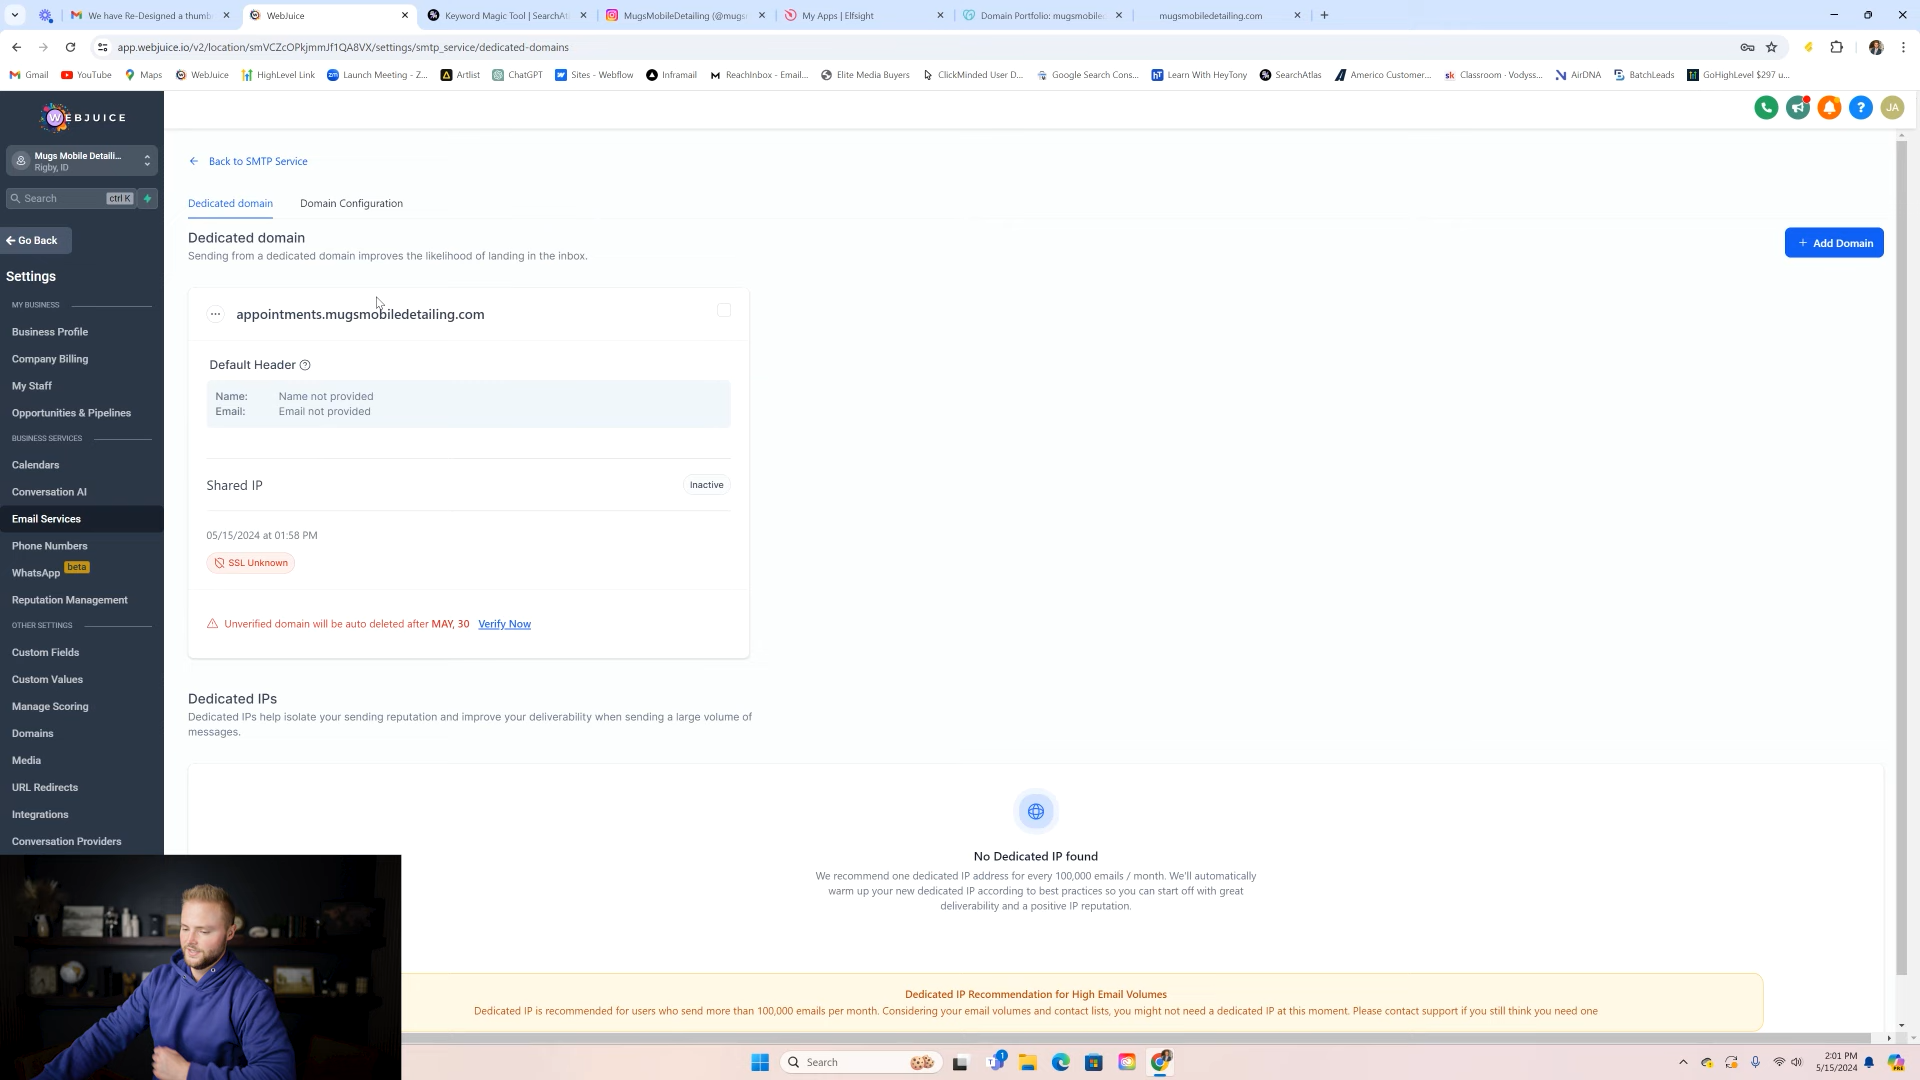 We have Re-Designed a thumb
WebJuice
Keyword Magic Tool | SearchAt
MugsMobileDetailing (@mugs
My Apps | Elfsight
Domain Portfolio: mugsmobile
mugsmobiledetailing.com
app.webjuice.io/v2/location/smVCZcOPkjmmJf1QA8VX/settings/smtp_service/dedicated-domains
Gmail
YouTube
Maps
WebJuice
HighLevel Link
Launch Meeting - Z...
Artlist
ChatGPT
Sites - Webflow
Inframail
ReachInbox - Email...
Elite Media Buyers
ClickMinded User D...
Google Search Cons...
Learn With HeyTony
SearchAtlas
Americo Customer...
Classroom · Vodyss...
AirDNA
BatchLeads
GoHighLevel $297 u...
WEBJUICE
JA
Mugs Mobile Detaili...
Rigby, ID
Search
ctrl K
Go Back
Settings
MY BUSINESS
Business Profile
Company Billing
My Staff
Opportunities & Pipelines
BUSINESS SERVICES
Calendars
Conversation AI
Email Services
Phone Numbers
WhatsApp beta
Reputation Management
OTHER SETTINGS
Custom Fields
Custom Values
Manage Scoring
Domains
Media
URL Redirects
Integrations
Conversation Providers
Back to SMTP Service
Dedicated domain
Domain Configuration
Dedicated domain
Sending from a dedicated domain improves the likelihood of landing in the inbox.
+ Add Domain
appointments.mugsmobiledetailing.com
Default Header
Name: Name not provided
Email: Email not provided
Shared IP
Inactive
05/15/2024 at 01:58 PM
SSL Unknown
Unverified domain will be auto deleted after MAY, 30 Verify Now
Dedicated IPs
Dedicated IPs help isolate your sending reputation and improve your deliverability when sending a large volume of
messages.
No Dedicated IP found
We recommend one dedicated IP address for every 100,000 emails / month. We'll automatically
warm up your new dedicated IP according to best practices so you can start off with great
deliverability and a positive IP reputation.
Dedicated IP Recommendation for High Email Volumes
Dedicated IP is recommended for users who send more than 100,000 emails per month. Considering your email volumes and contact lists, you might not need a dedicated IP at this moment. Please contact support if you still think you need one
Search
2:01 PM
5/15/2024